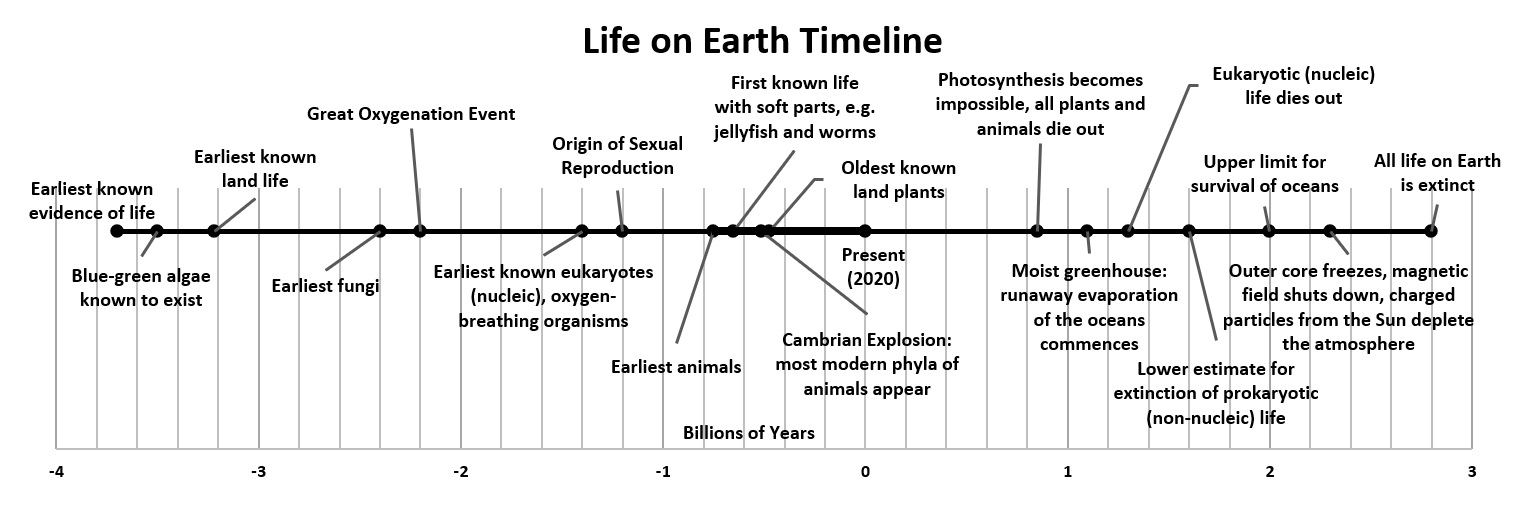 Life on Earth Timeline
Earliest known
evidence of life
Blue-green algae
known to exist
Earliest known
land life
Earliest fungi
Great Oxygenation Event
Earliest known eukaryotes
(nucleic), oxygen-
breathing organisms
Origin of Sexual
Reproduction
Earliest animals
First known life
with soft parts, e.g.
jellyfish and worms
Cambrian Explosion:
most modern phyla of
animals appear
Oldest known
land plants
Present
(2020)
Photosynthesis becomes
impossible, all plants and
animals die out
Moist greenhouse:
runaway evaporation
of the oceans
commences
Eukaryotic (nucleic)
life dies out
Lower estimate for
extinction of prokaryotic
(non-nucleic) life
Upper limit for
survival of oceans
Outer core freezes, magnetic
field shuts down, charged
particles from the Sun deplete
the atmosphere
All life on Earth
is extinct
Billions of Years
-4 -3 -2 -1 0 1 2 3